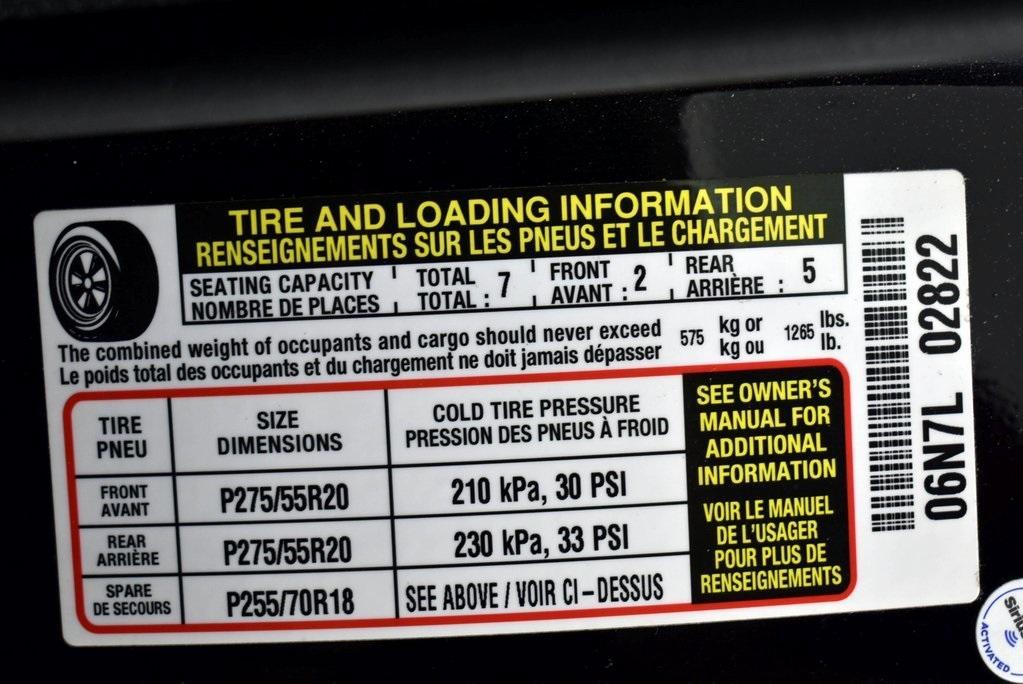 TIRE AND LOADING INFORMATION
RENSEIGNEMENTS SUR LES PNEUS ET LE CHARGEMENT
SEATING CAPACITY TOTAL 7 FRONT 2 REAR 5
NOMBRE DE PLACES TOTAL : AVANT : ARRIÈRE :
The combined weight of occupants and cargo should never exceed 575 kg or 1265 lbs.
Le poids total des occupants et du chargement ne doit jamais dépasser kg ou lb.
TIRE SIZE COLD TIRE PRESSURE
PNEU DIMENSIONS PRESSION DES PNEUS À FROID
FRONT P275/55R20 210 kPa, 30 PSI
AVANT
REAR P275/55R20 230 kPa, 33 PSI
ARRIÈRE
SPARE P255/70R18 SEE ABOVE / VOIR CI-DESSUS
DE SECOURS
SEE OWNER'S
MANUAL FOR
ADDITIONAL
INFORMATION
VOIR LE MANUEL
DE L'USAGER
POUR PLUS DE
RENSEIGNEMENTS
06N7L 02822
ACTIVATED